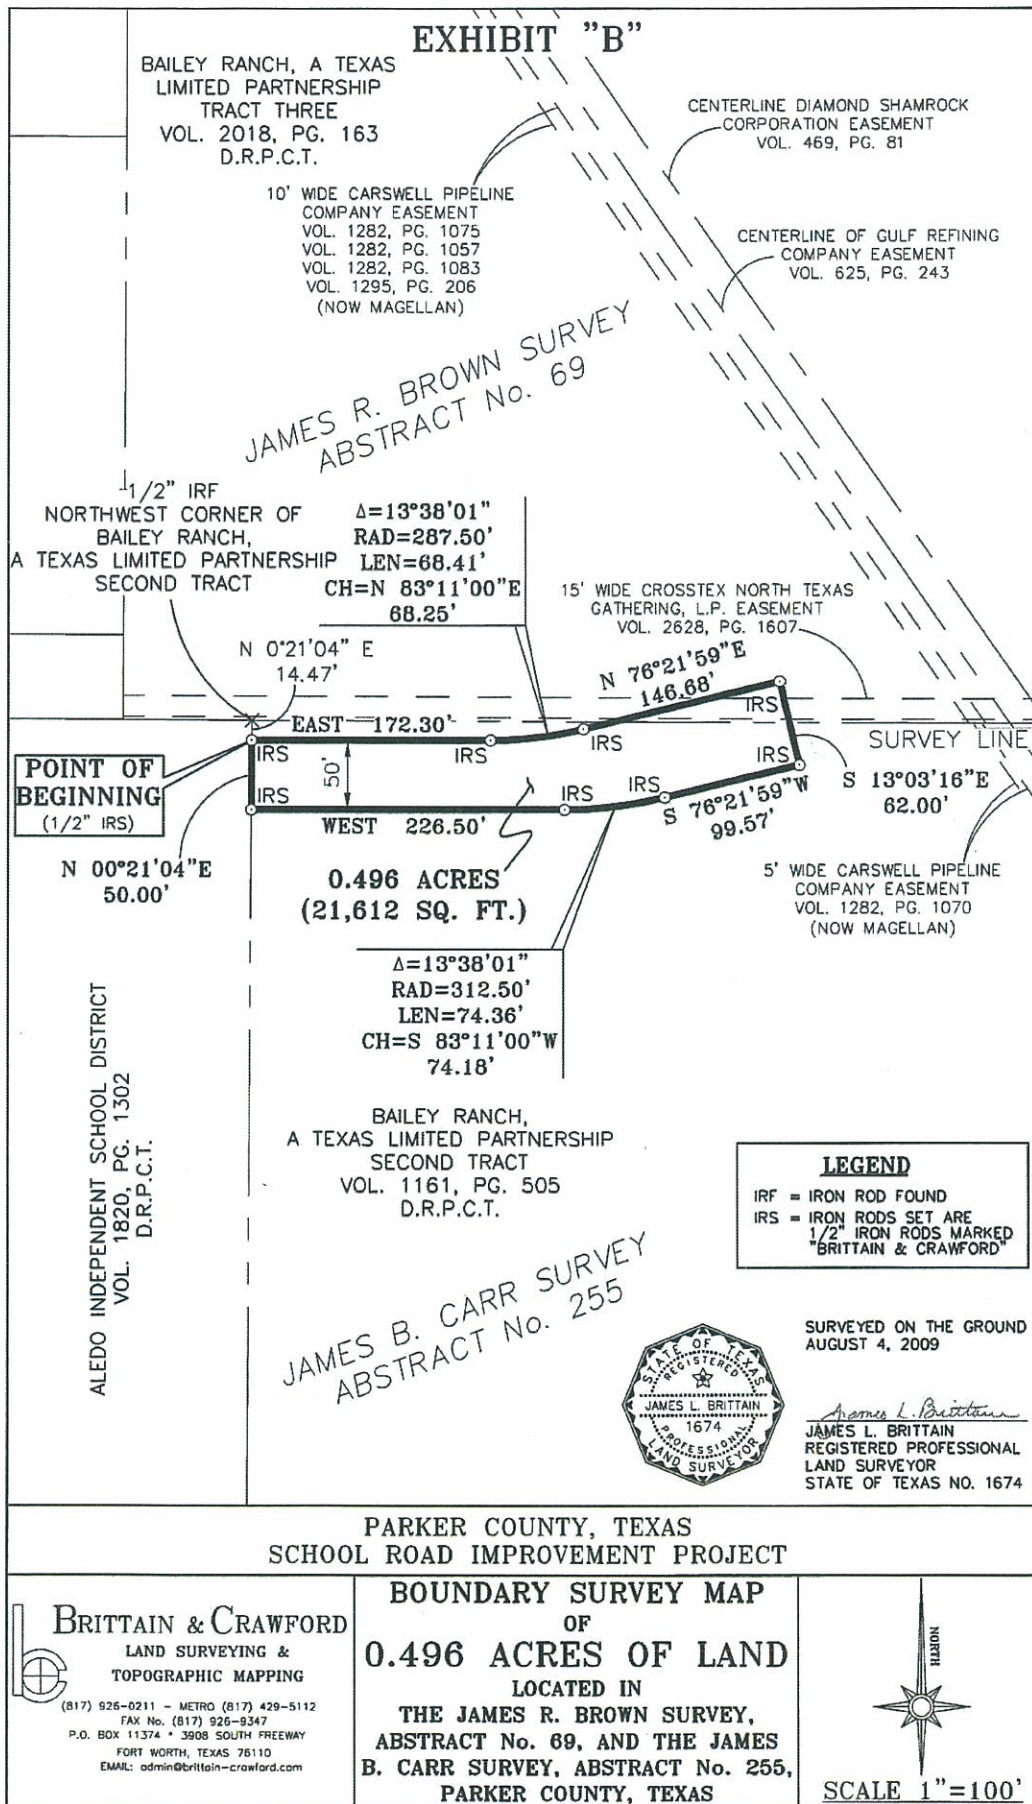 EXHIBIT "B"
BAILEY RANCH, A TEXAS
LIMITED PARTNERSHIP
TRACT THREE
VOL. 2018, PG. 163
D.R.P.C.T.
CENTERLINE DIAMOND SHAMROCK
CORPORATION EASEMENT
VOL. 469, PG. 81
10' WIDE CARSWELL PIPELINE
COMPANY EASEMENT
VOL. 1282, PG. 1075
VOL. 1282, PG. 1057
VOL. 1282, PG. 1083
VOL. 1295, PG. 206
(NOW MAGELLAN)
CENTERLINE OF GULF REFINING
COMPANY EASEMENT
VOL. 625, PG. 243
JAMES R. BROWN SURVEY
ABSTRACT No. 69
1/2" IRF
NORTHWEST CORNER OF
BAILEY RANCH,
A TEXAS LIMITED PARTNERSHIP
SECOND TRACT
Δ=13°38'01"
RAD=287.50'
LEN=68.41'
CH=N 83°11'00"E
68.25'
15' WIDE CROSSTEX NORTH TEXAS
GATHERING, L.P. EASEMENT
VOL. 2628, PG. 1607
N 0°21'04" E
14.47'
N 76°21'59"E
146.68'
IRS
EAST 172.30'
IRS
IRS
IRS
SURVEY LINE
POINT OF
BEGINNING
(1/2" IRS)
50'
IRS
IRS
IRS
IRS
S 13°03'16"E
62.00'
S 76°21'59"W
99.57'
WEST 226.50'
N 00°21'04"E
50.00'
0.496 ACRES
(21,612 SQ. FT.)
5' WIDE CARSWELL PIPELINE
COMPANY EASEMENT
VOL. 1282, PG. 1070
(NOW MAGELLAN)
Δ=13°38'01"
RAD=312.50'
LEN=74.36'
CH=S 83°11'00"W
74.18'
ALEDO INDEPENDENT SCHOOL DISTRICT
VOL. 1820, PG. 1302
D.R.P.C.T.
BAILEY RANCH,
A TEXAS LIMITED PARTNERSHIP
SECOND TRACT
VOL. 1161, PG. 505
D.R.P.C.T.
LEGEND
IRF = IRON ROD FOUND
IRS = IRON RODS SET ARE
1/2" IRON RODS MARKED
"BRITTAIN & CRAWFORD"
JAMES B. CARR SURVEY
ABSTRACT No. 255
STATE OF TEXAS
REGISTERED
JAMES L. BRITTAIN
1674
PROFESSIONAL
LAND SURVEYOR
SURVEYED ON THE GROUND
AUGUST 4, 2009
James L. Brittain
JAMES L. BRITTAIN
REGISTERED PROFESSIONAL
LAND SURVEYOR
STATE OF TEXAS NO. 1674
PARKER COUNTY, TEXAS
SCHOOL ROAD IMPROVEMENT PROJECT
BRITTAIN & CRAWFORD
LAND SURVEYING &
TOPOGRAPHIC MAPPING
(817) 926-0211 - METRO (817) 429-5112
FAX No. (817) 926-9347
P.O. BOX 11374 * 3908 SOUTH FREEWAY
FORT WORTH, TEXAS 76110
EMAIL: admin@brittain-crawford.com
BOUNDARY SURVEY MAP
OF
0.496 ACRES OF LAND
LOCATED IN
THE JAMES R. BROWN SURVEY,
ABSTRACT No. 69, AND THE JAMES
B. CARR SURVEY, ABSTRACT No. 255,
PARKER COUNTY, TEXAS
NORTH
SCALE 1"=100'